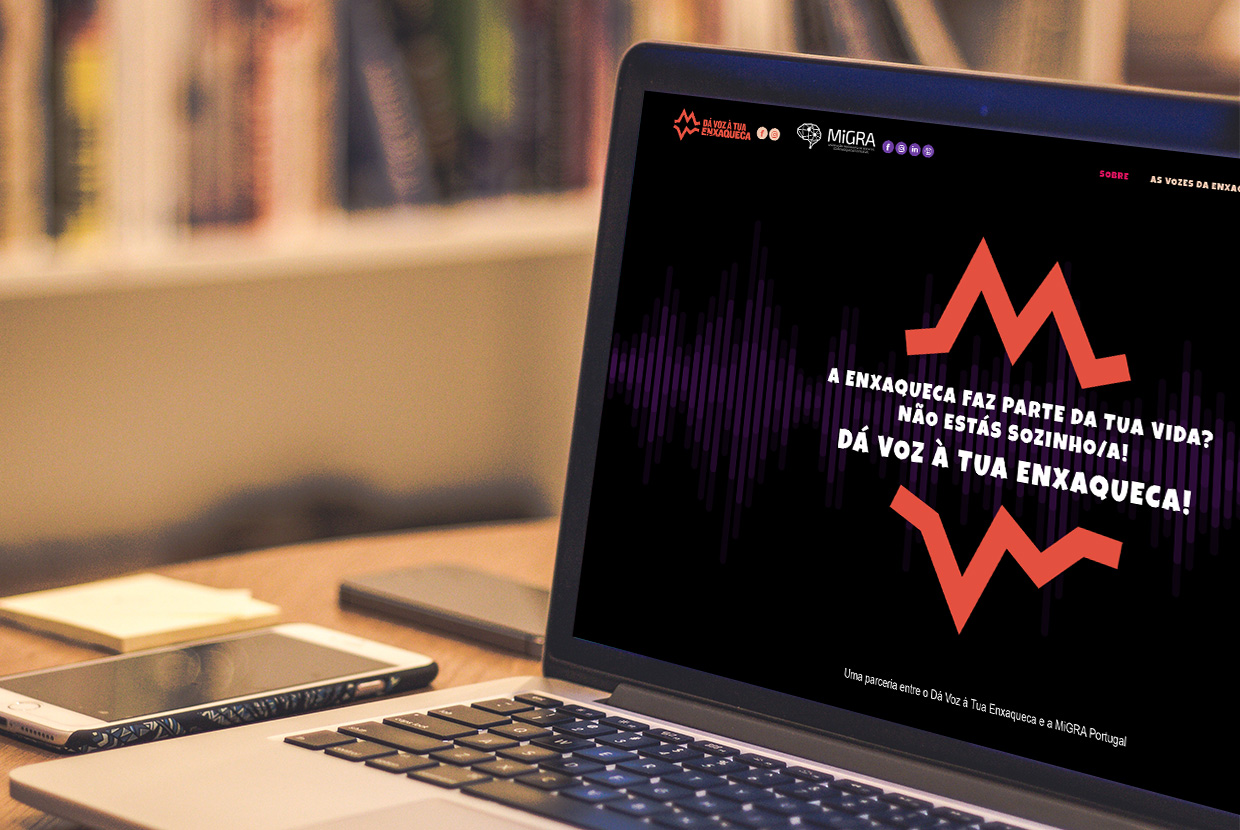 DÁ VOZ À TUA
ENXAQUECA
MiGRA
SOBRE
AS VOZES DA
A ENXAQUECA FAZ PARTE DA TUA VIDA?
NÃO ESTÁS SOZINHO/A!
DÁ VOZ À TUA ENXAQUECA!
Uma parceria entre o Dá Voz à Tua Enxaqueca e a MiGRA Portugal